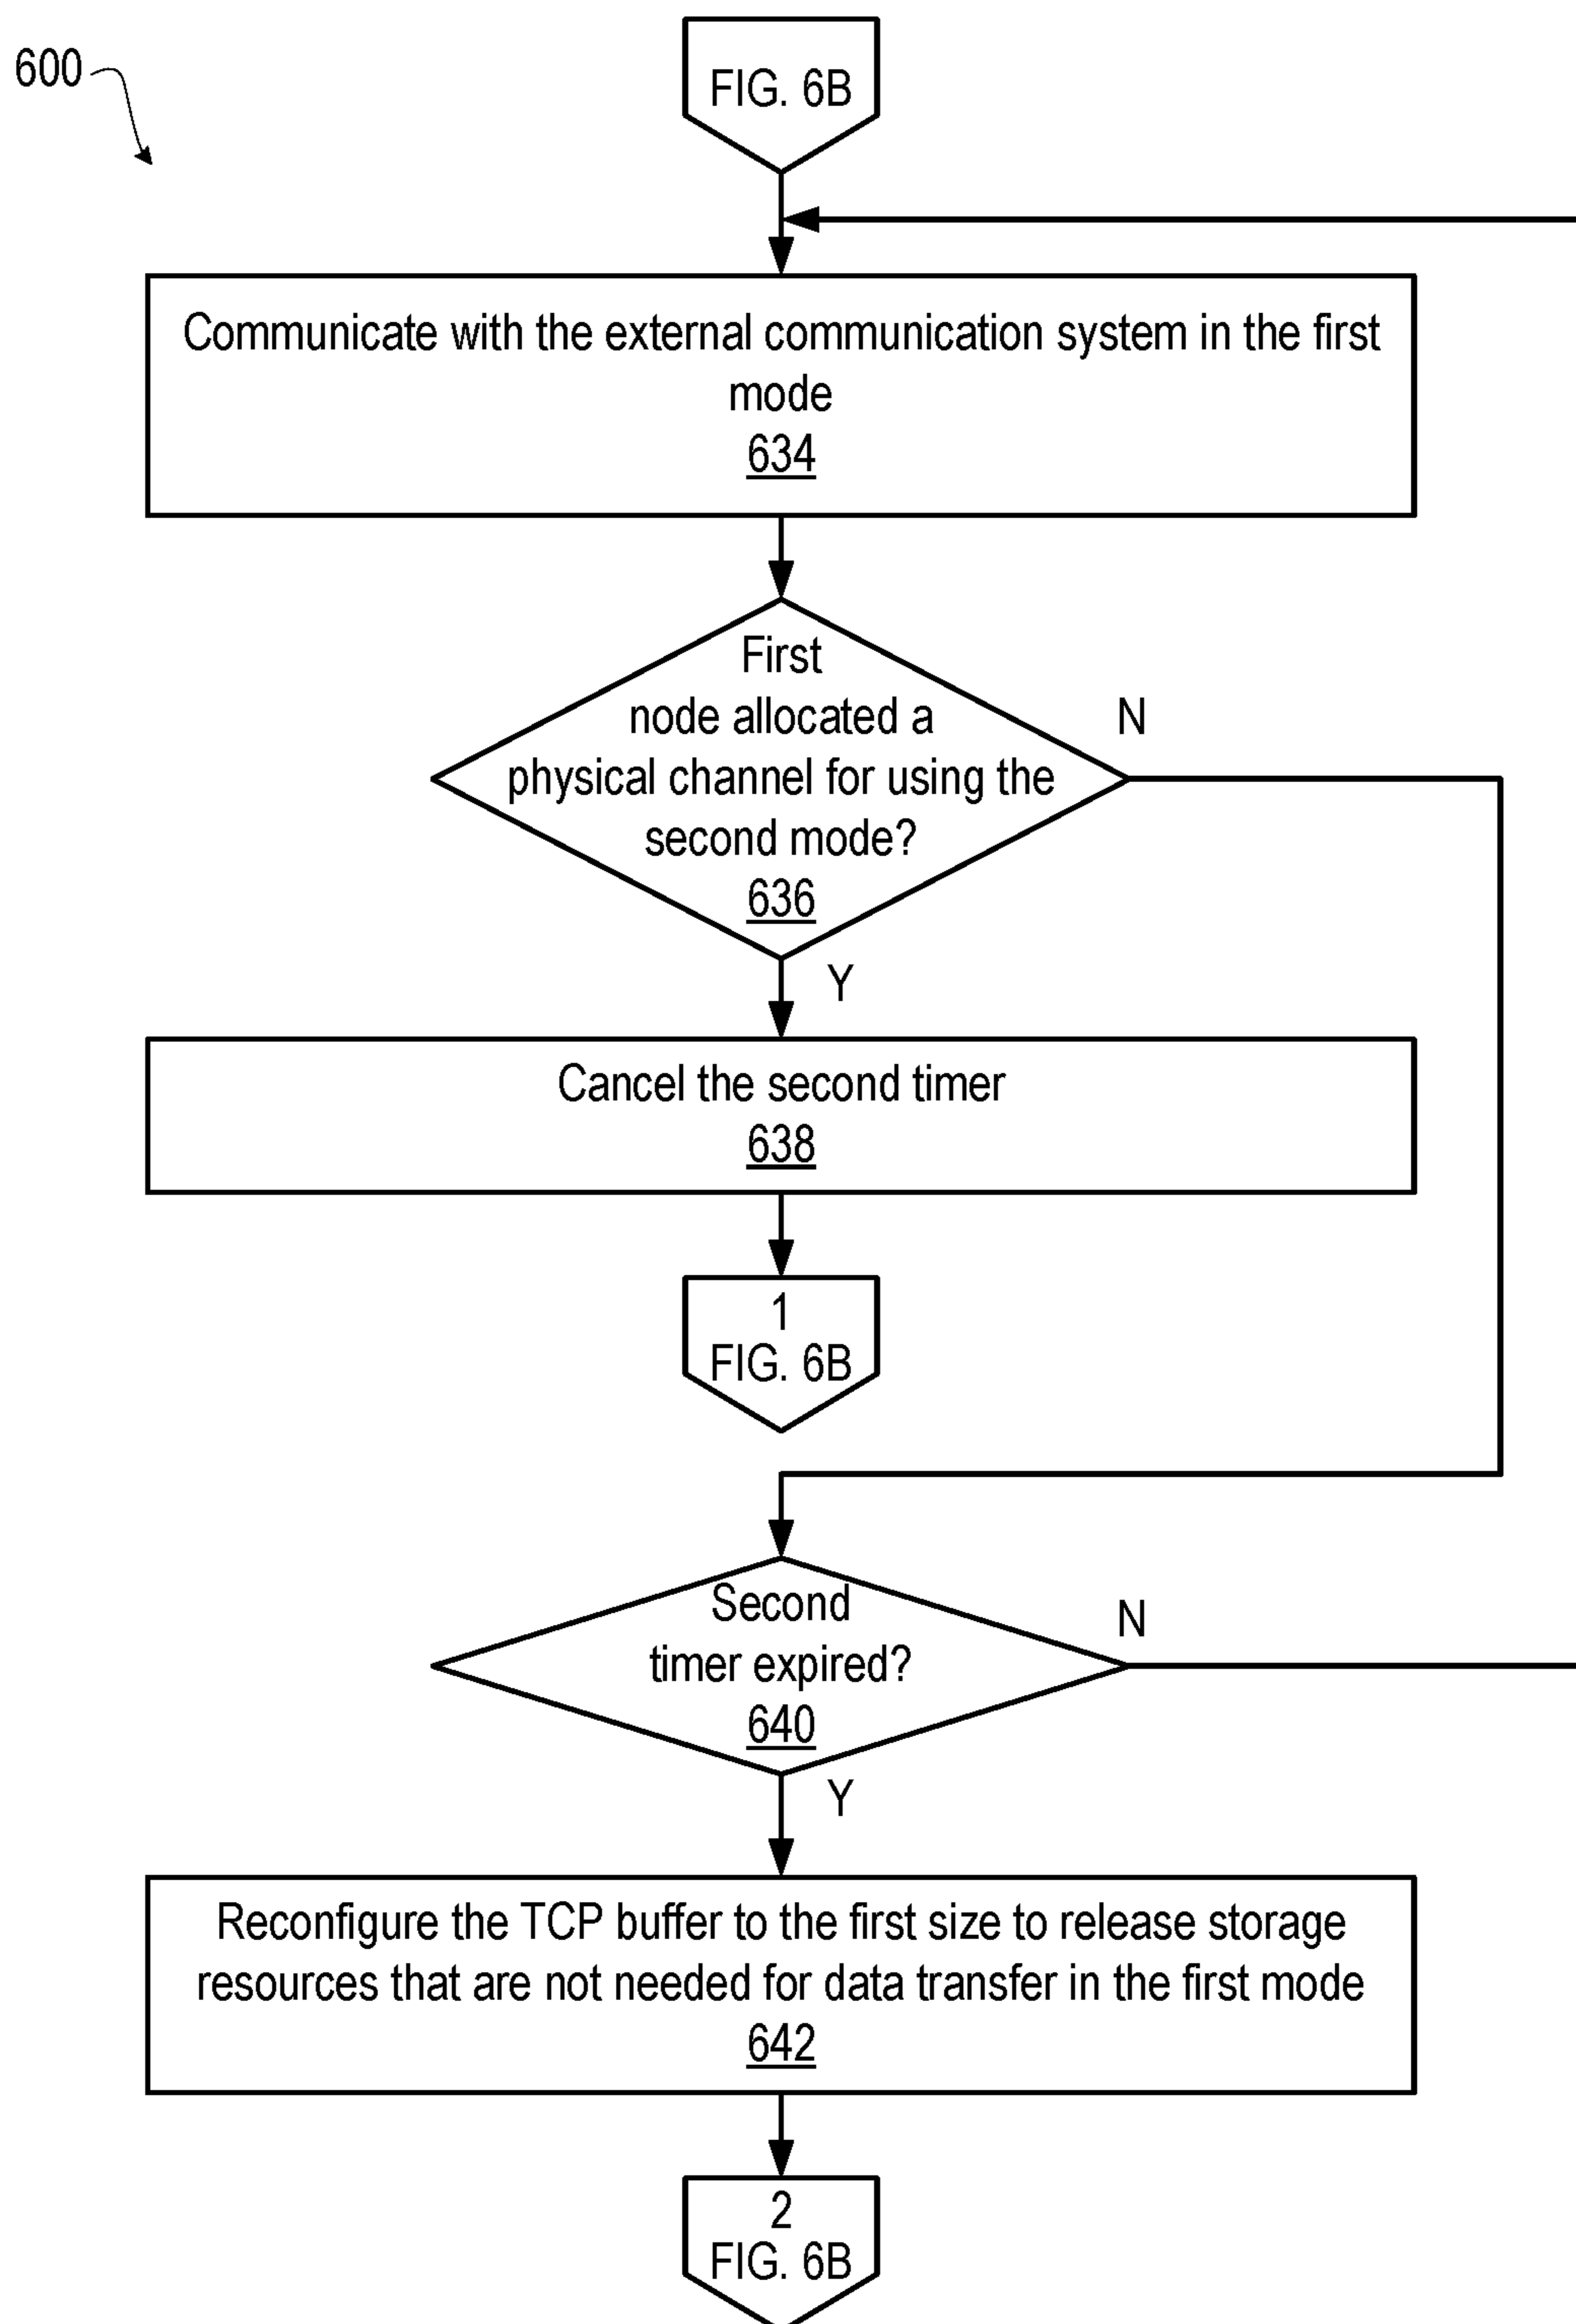 600
FIG. 6B
Communicate with the external communication system in the first
mode
634
First
node allocated a
physical channel for using the
second mode?
636
N
Y
Cancel the second timer
638
1
FIG. 6B
Second
timer expired?
640
N
Y
Reconfigure the TCP buffer to the first size to release storage
resources that are not needed for data transfer in the first mode
642
2
FIG. 6B